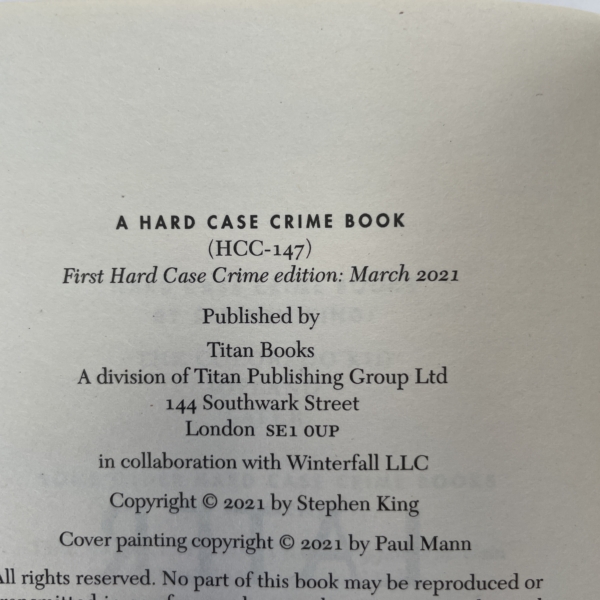 A HARD CASE CRIME BOOK
(HCC-147)
First Hard Case Crime edition: March 2021
Published by
Titan Books
A division of Titan Publishing Group Ltd
144 Southwark Street
London SE1 0UP
in collaboration with Winterfall LLC
Copyright © 2021 by Stephen King
Cover painting copyright © 2021 by Paul Mann
All rights reserved. No part of this book may be reproduced or